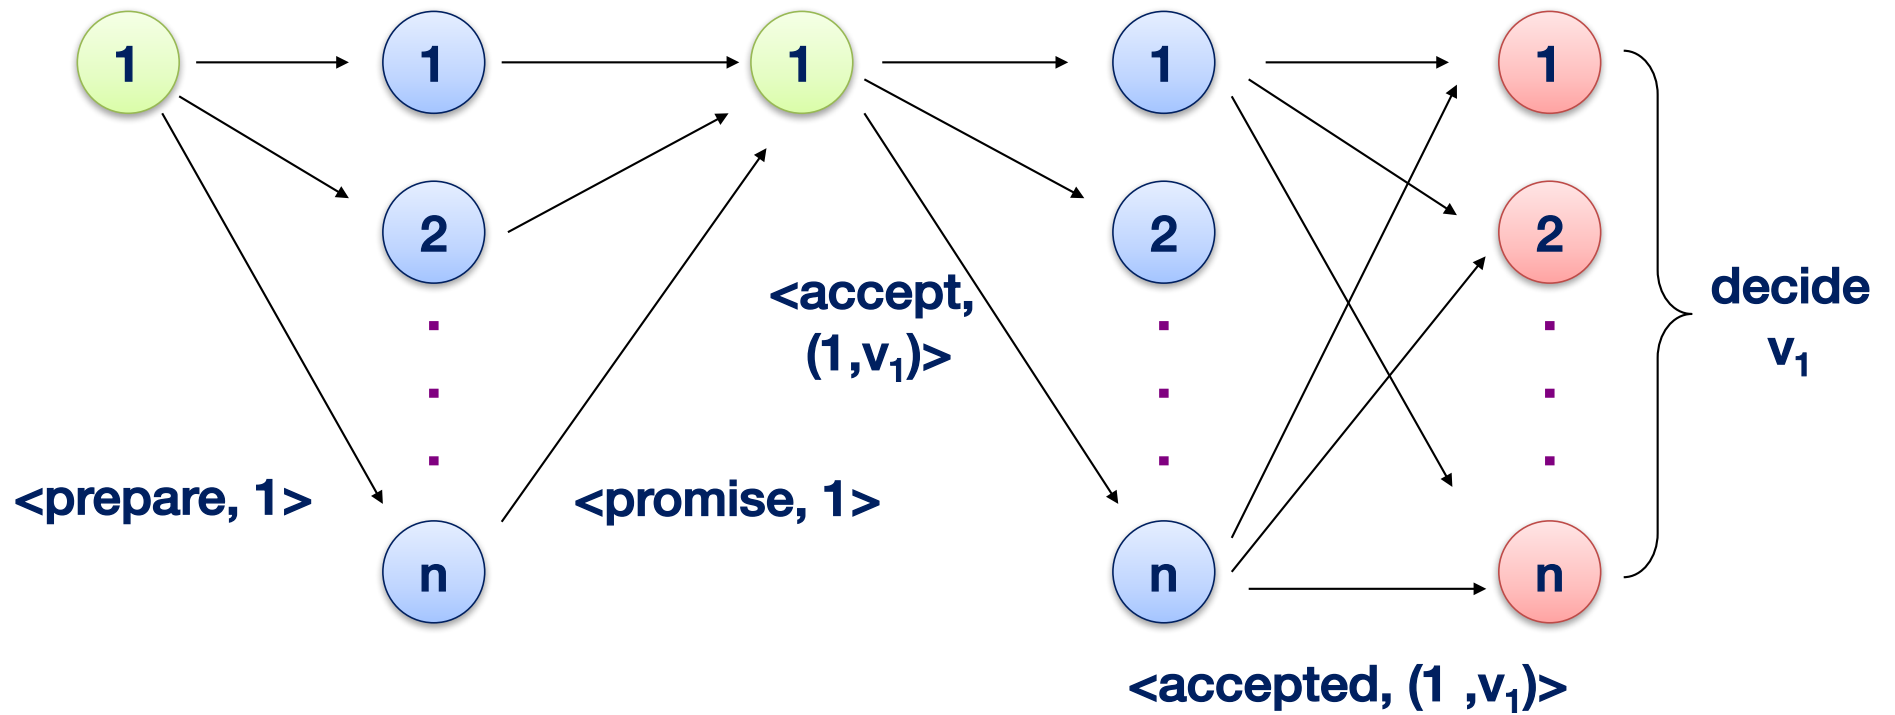 1 1 1 1 1
2 2 2
<accept,
(1,v₁)>
decide
v₁
<prepare, 1> <promise, 1>
n n n
<accepted, (1 ,v₁)>